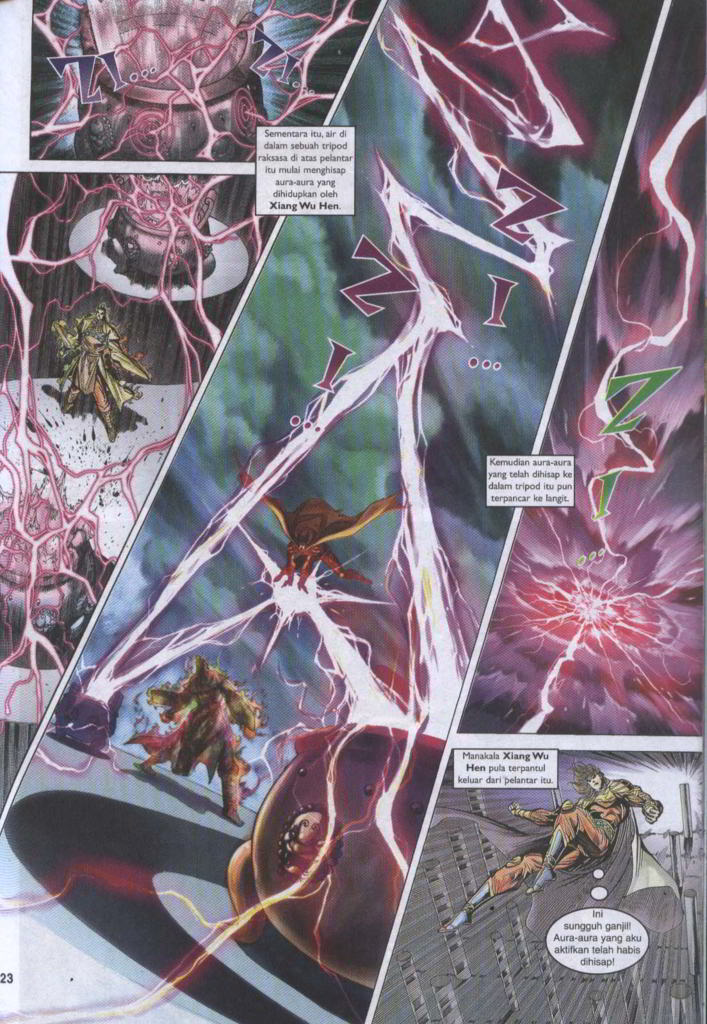 ZI...
ZI...
Sementara itu, air di
dalam sebuah tripod
raksasa di atas pelantar
itu mulai menghisap
aura-aura yang
dihidupkan oleh
Xiang Wu Hen.
ZI...
ZI...
Kemudian aura-aura
yang telah dihisap ke
dalam tripod itu pun
terpancar ke langit.
ZI...
Manakala Xiang Wu
Hen pula terpantul
keluar dari pelantar itu.
Ini
sungguh ganjil!
Aura-aura yang aku
aktifkan telah habis
dihisap!
23